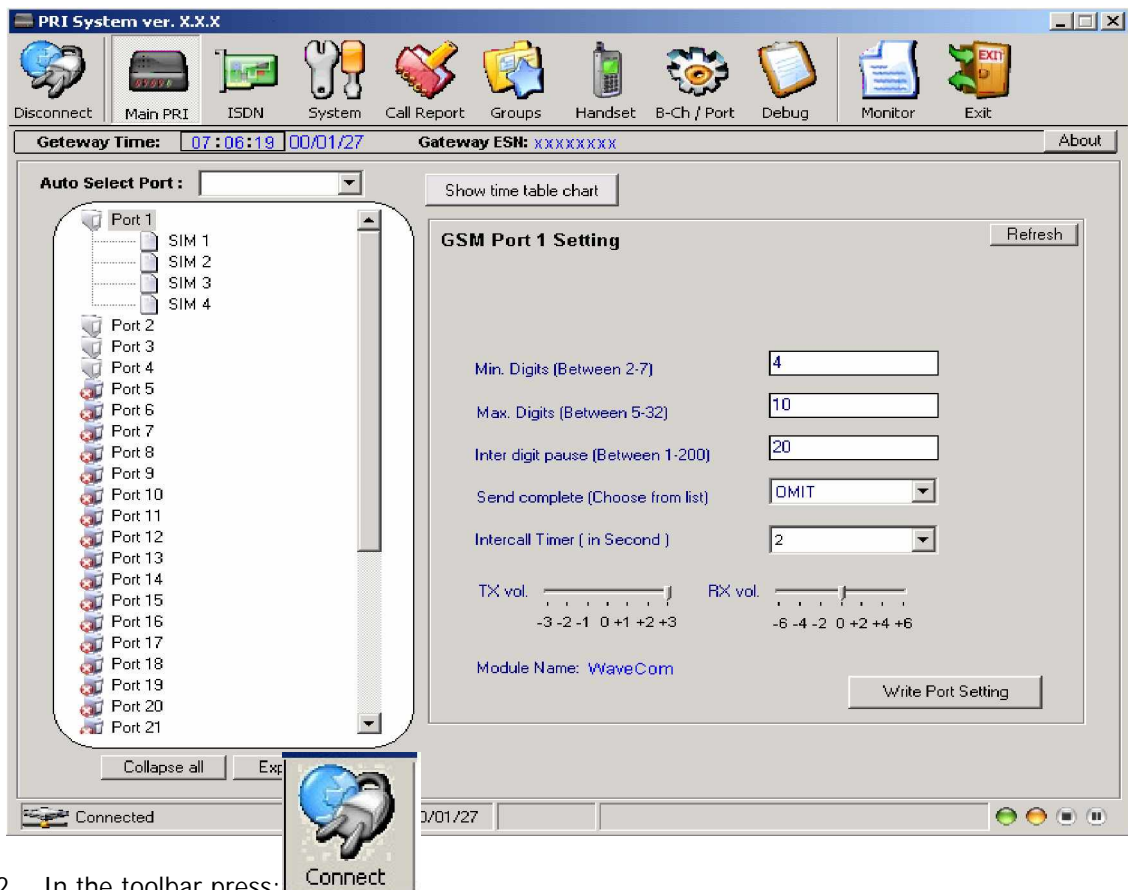 PRI System ver. X.X.X
Disconnect Main PRI ISDN System Call Report Groups Handset B-Ch / Port Debug Monitor Exit
EXIT
Geteway Time: 07:06:19 00/01/27 Gateway ESN: xxxxxxxx About
Auto Select Port : Show time table chart
Port 1
SIM 1
SIM 2
SIM 3
SIM 4
Port 2
Port 3
Port 4
Port 5
Port 6
Port 7
Port 8
Port 9
Port 10
Port 11
Port 12
Port 13
Port 14
Port 15
Port 16
Port 17
Port 18
Port 19
Port 20
Port 21
Collapse all
GSM Port 1 Setting Refresh
Min. Digits (Between 2-7) 4
Max. Digits (Between 5-32) 10
Inter digit pause (Between 1-200) 20
Send complete (Choose from list) OMIT
Intercall Timer ( in Second ) 2
TX vol. RX vol.
-3 -2 -1 0 +1 +2 +3 -6 -4 -2 0 +2 +4 +6
Module Name: WaveCom
Write Port Setting
Connected 0/01/27
Connect
2. In the toolbar press: